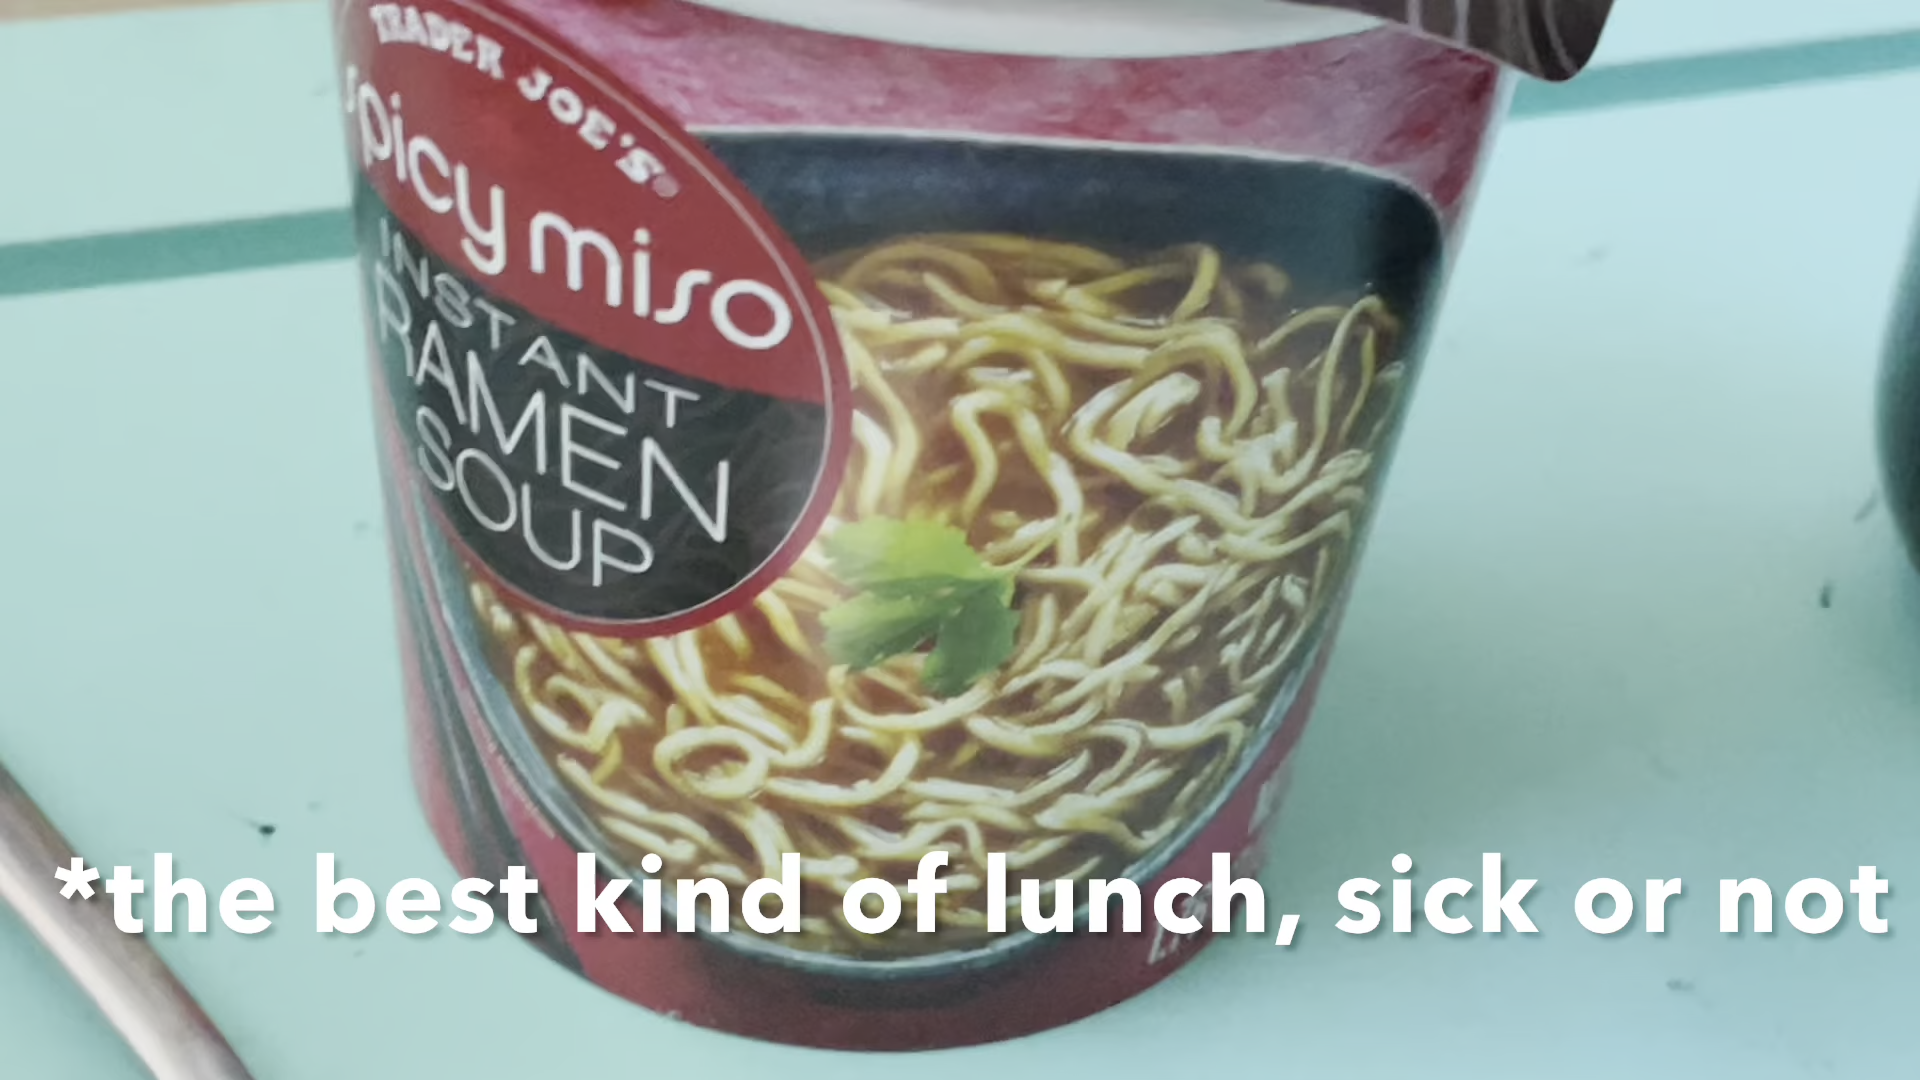 TRADER JOE'S
spicy miso
INSTANT
RAMEN
SOUP
*the best kind of lunch, sick or not